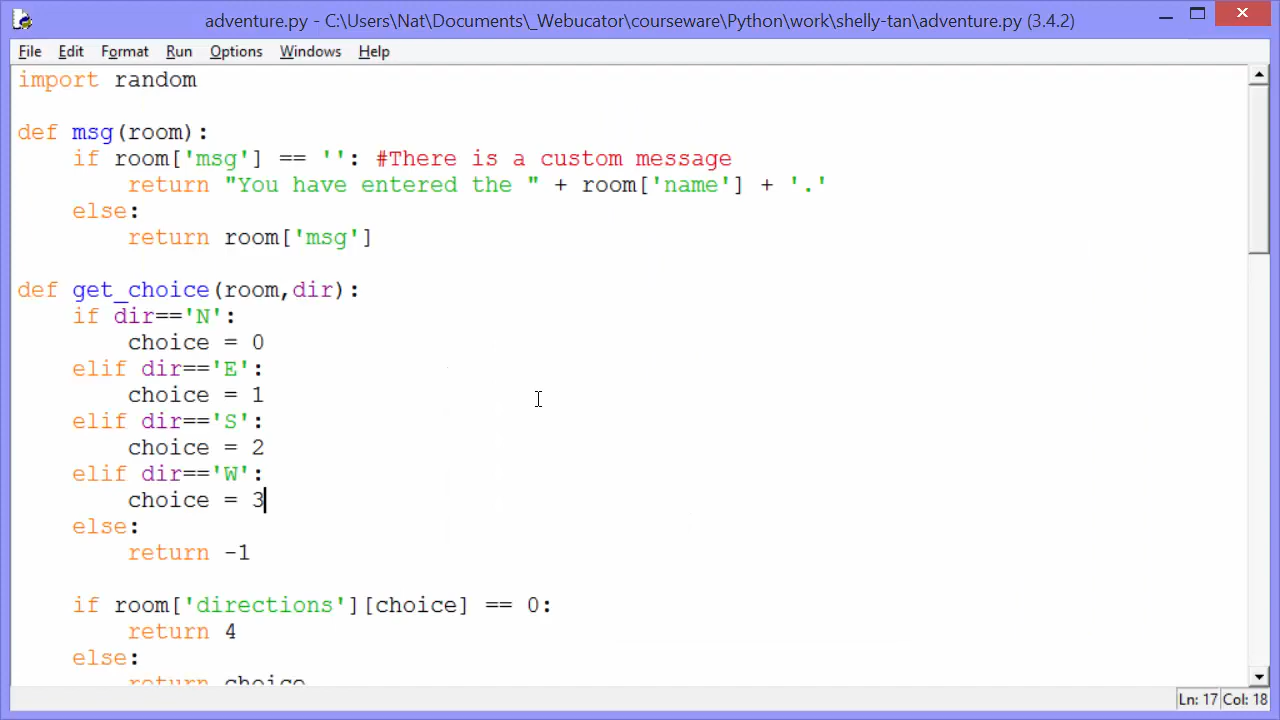 adventure.py - C:\Users\Nat\Documents\_Webucator\courseware\Python\work\shelly-tan\adventure.py (3.4.2)
File Edit Format Run Options Windows Help
import random
def msg(room):
    if room['msg'] == '': #There is a custom message
        return "You have entered the " + room['name'] + '.'
    else:
        return room['msg']
def get_choice(room,dir):
    if dir=='N':
        choice = 0
    elif dir=='E':
        choice = 1
    elif dir=='S':
        choice = 2
    elif dir=='W':
        choice = 3
    else:
        return -1
    if room['directions'][choice] == 0:
        return 4
    else:
        return choice
Ln: 17 Col: 18